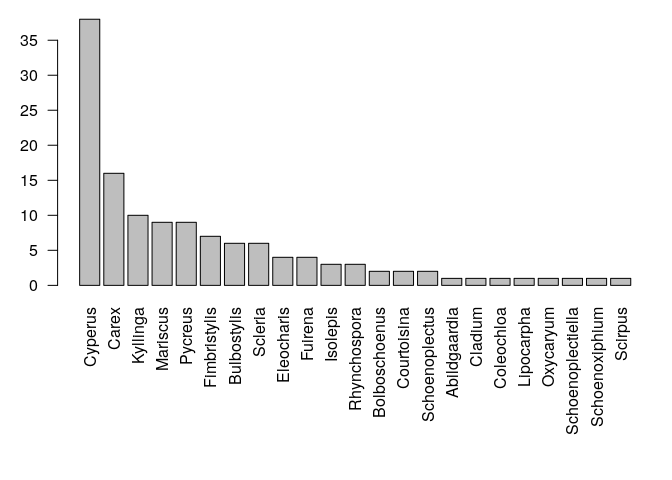 35
30
25
20
15
10
5
0
Cyperus
Carex
Kyllinga
Mariscus
Pycreus
Fimbristylis
Bulbostylis
Scleria
Eleocharis
Fuirena
Isolepis
Rhynchospora
Bolboschoenus
Courtoisina
Schoenoplectus
Abildgaardia
Cladium
Coleochloa
Lipocarpha
Oxycaryum
Schoenoplectiella
Schoenoxiphium
Scirpus